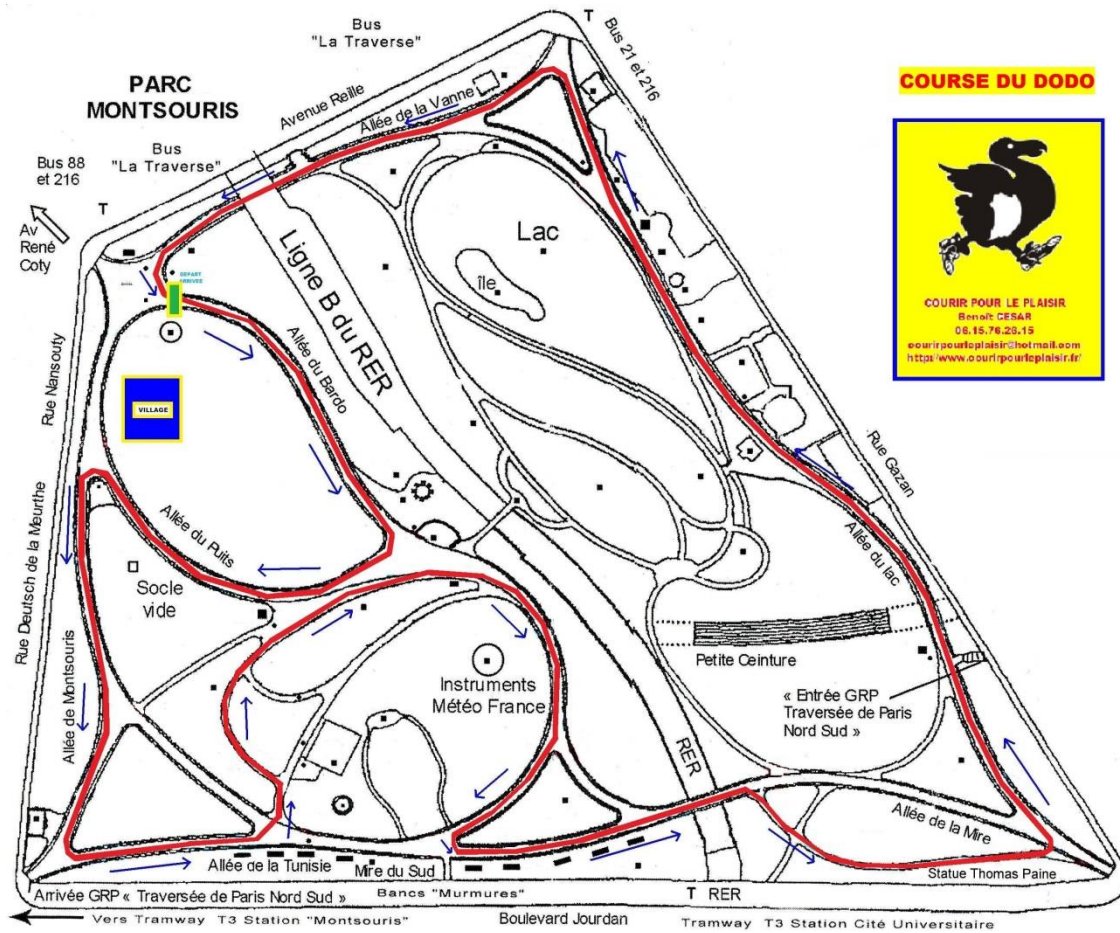 Bus
"La Traverse"
T
Bus 21 et 216
COURSE DU DODO
PARC
MONTSOURIS
Avenue Reille
Allée de la Vanne
Bus
"La Traverse"
Bus 88
et 216
T
Av
René
Coty
Lac
île
Ligne B du RER
DEPART
ARRIVEE
Allée du Bardo
Rue Nansouty
VILLAGE
COURIR POUR LE PLAISIR
Benoît CESAR
06.15.76.26.15
courirpourleplaisir@hotmail.com
http://www.courirpourleplaisir.fr/
Rue Gazan
Allée du lac
Allée du Puits
Socle
vide
Rue Deutsch de la Meurthe
Allée de Montsouris
Petite Ceinture
Instruments
Météo France
« Entrée GRP
Traversée de Paris
Nord Sud »
RER
Allée de la Mire
Allée de la Tunisie
Mire du Sud
Statue Thomas Paine
Arrivée GRP « Traversée de Paris Nord Sud »
Bancs "Murmures"
T RER
Vers Tramway T3 Station "Montsouris"
Boulevard Jourdan
Tramway T3 Station Cité Universitaire